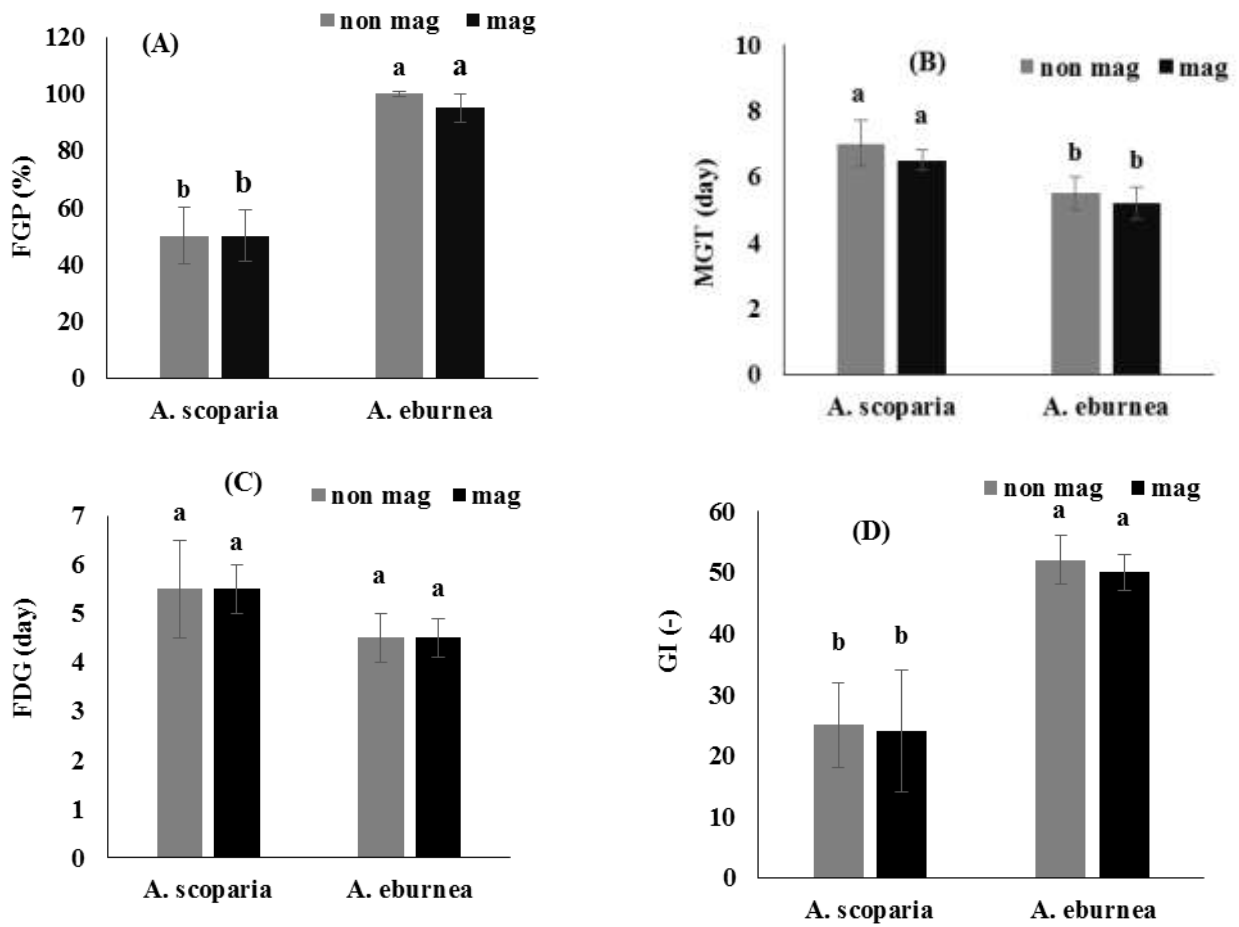 non mag mag
(A)
120
100
80
60
40
20
0
FGP (%)
b b a a
A. scoparia A. eburnea
(B)
non mag mag
10
8
6
4
2
0
MGT (day)
a a b b
A. scoparia A. eburnea
(C)
non mag mag
7
6
5
4
3
2
1
0
FDG (day)
a a a a
A. scoparia A. eburnea
non mag mag
(D)
60
50
40
30
20
10
0
GI (-)
b b a a
A. scoparia A. eburnea